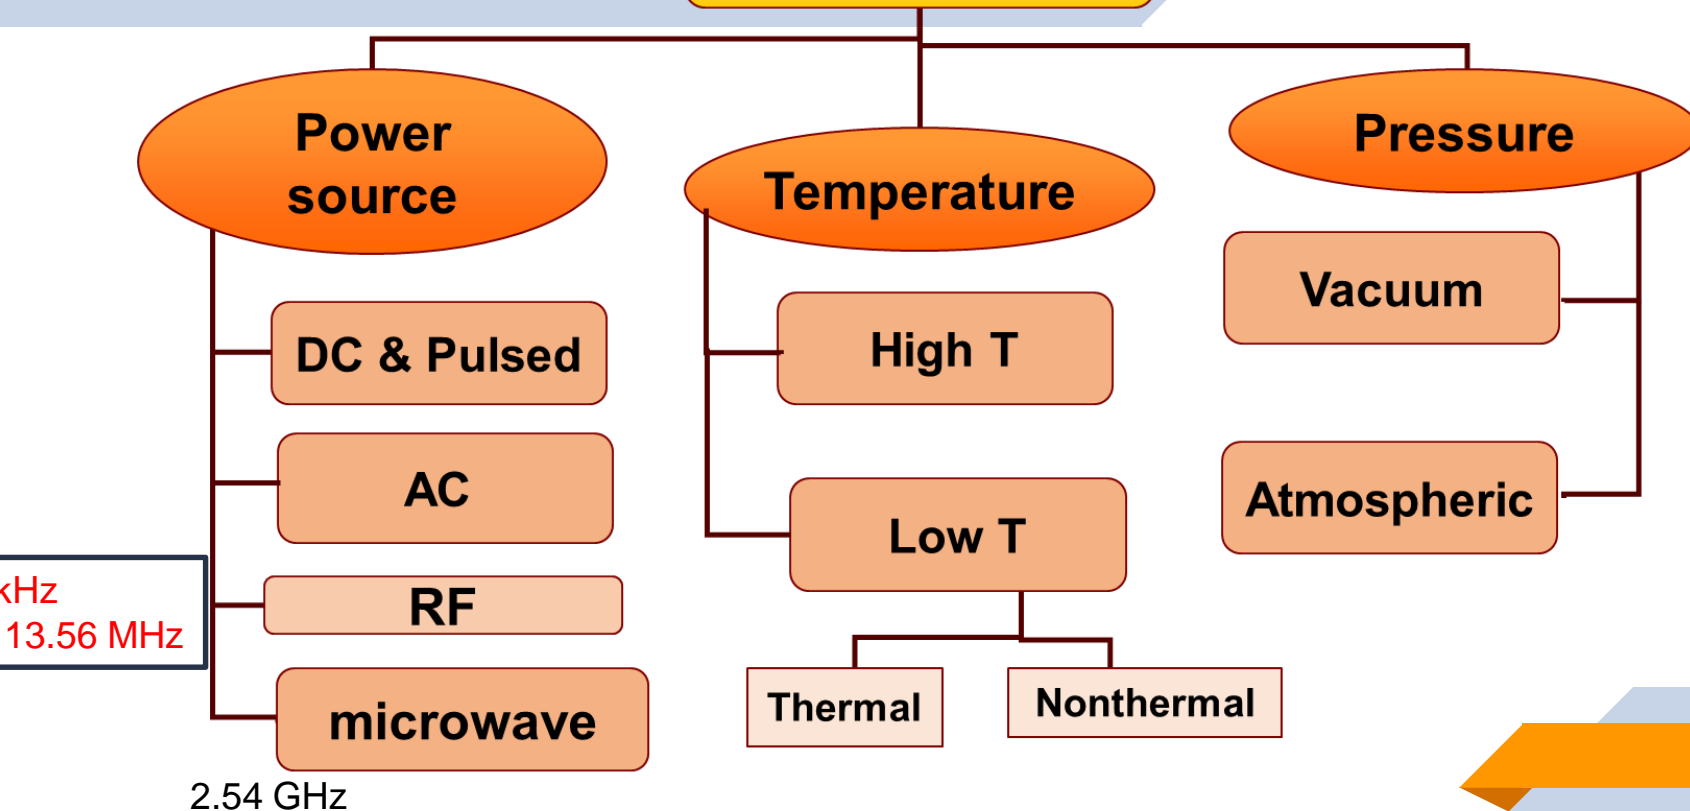 Power
source
Temperature
Pressure
DC & Pulsed
AC
RF
microwave
kHz
13.56 MHz
2.54 GHz
High T
Low T
Thermal
Nonthermal
Vacuum
Atmospheric